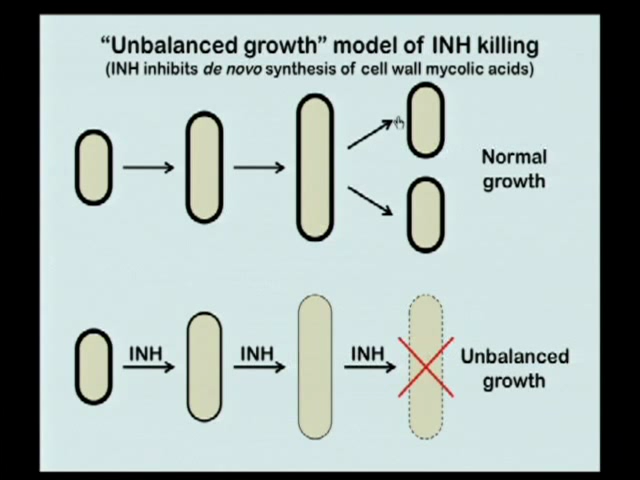 “Unbalanced growth” model of INH killing
(INH inhibits de novo synthesis of cell wall mycolic acids)
Normal
growth
INH
INH
INH
Unbalanced
growth